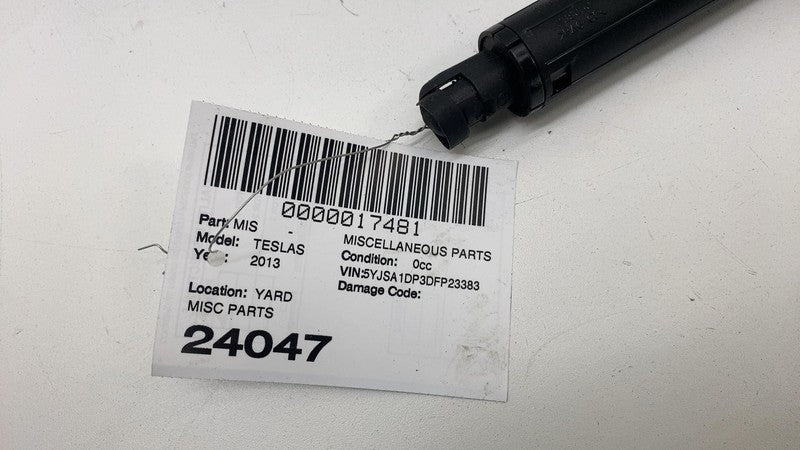 0000017481
Part: MIS -
MISCELLANEOUS PARTS
Model: TESLAS
Condition: 0cc
Ye : 2013
VIN:5YJSA1DP3DFP23383
Damage Code:
Location: YARD
MISC PARTS
24047